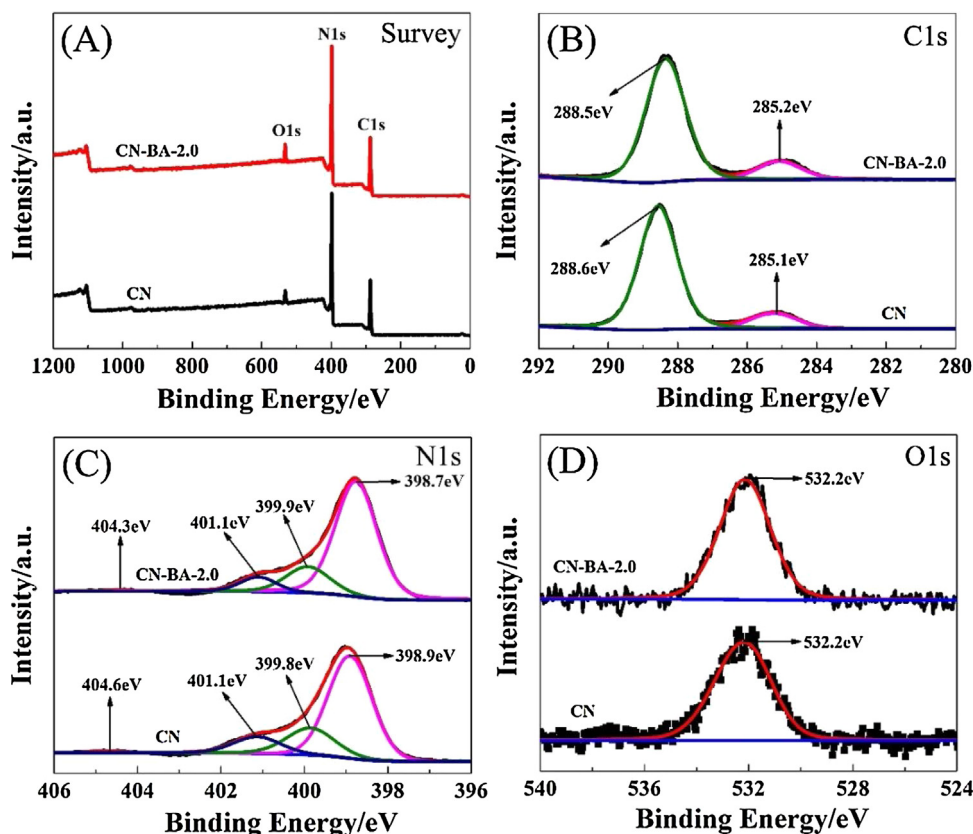 (A)
Survey
N1s
O1s
C1s
CN-BA-2.0
CN
Intensity/a.u.
1200 1000 800 600 400 200 0
Binding Energy/eV
(B)
C1s
288.5eV
285.2eV
CN-BA-2.0
288.6eV
285.1eV
CN
Intensity/a.u.
292 290 288 286 284 282 280
Binding Energy/eV
(C)
N1s
398.7eV
399.9eV
401.1eV
404.3eV
CN-BA-2.0
398.9eV
399.8eV
401.1eV
404.6eV
CN
Intensity/a.u.
406 404 402 400 398 396
Binding Energy/eV
(D)
O1s
532.2eV
CN-BA-2.0
532.2eV
CN
Intensity/a.u.
540 536 532 528 524
Binding Energy/eV